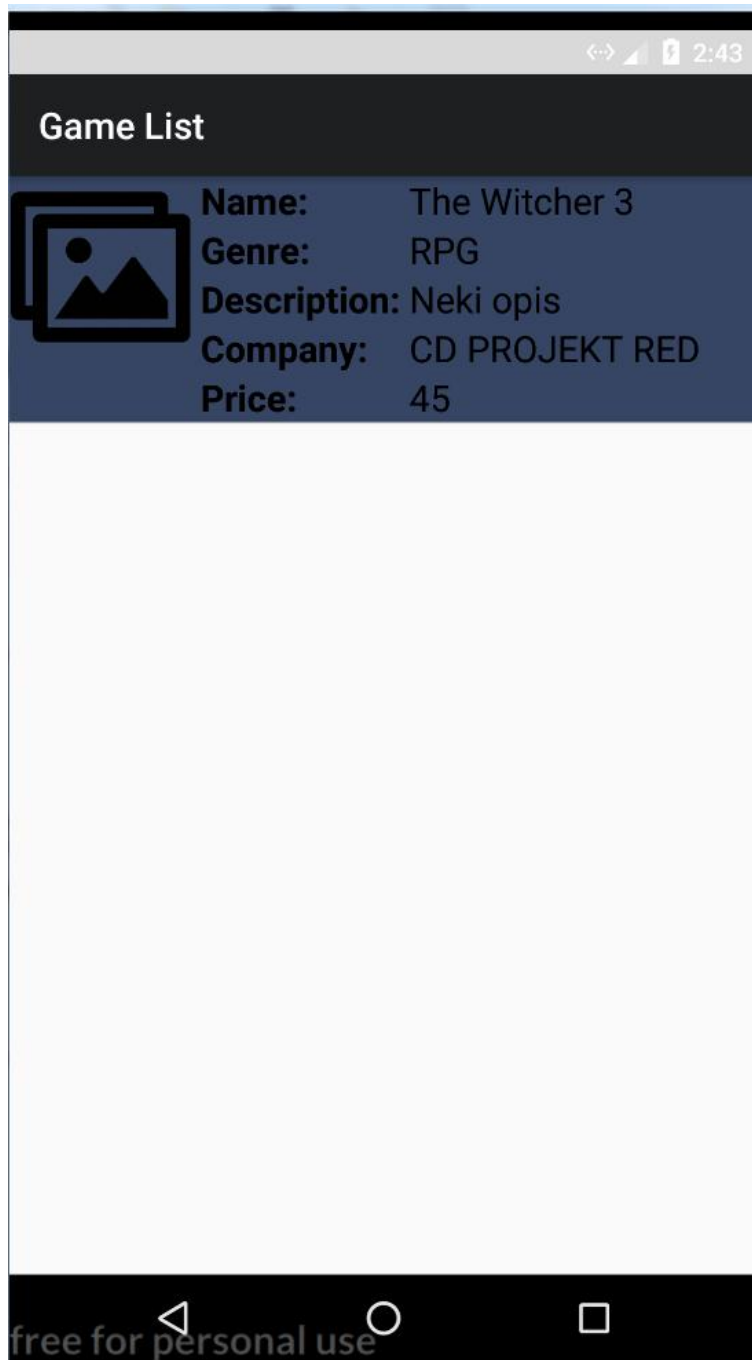 2:43
Game List
Name: The Witcher 3
Genre: RPG
Description: Neki opis
Company: CD PROJEKT RED
Price: 45
free for personal use